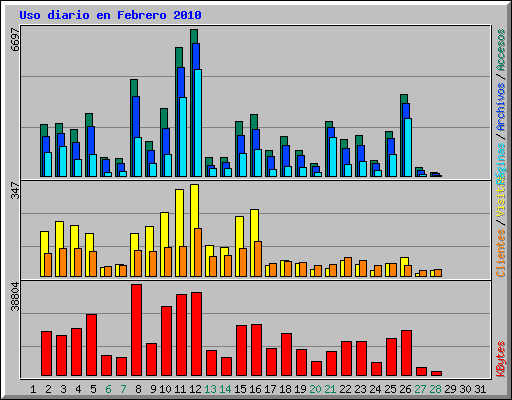 Uso diario en Febrero 2010
6697
347
38804
Accesos / Archivos / Páginas
Visitas / Clientes
KBytes
1 2 3 4 5 6 7 8 9 10 11 12 13 14 15 16 17 18 19 20 21 22 23 24 25 26 27 28 29 30 31